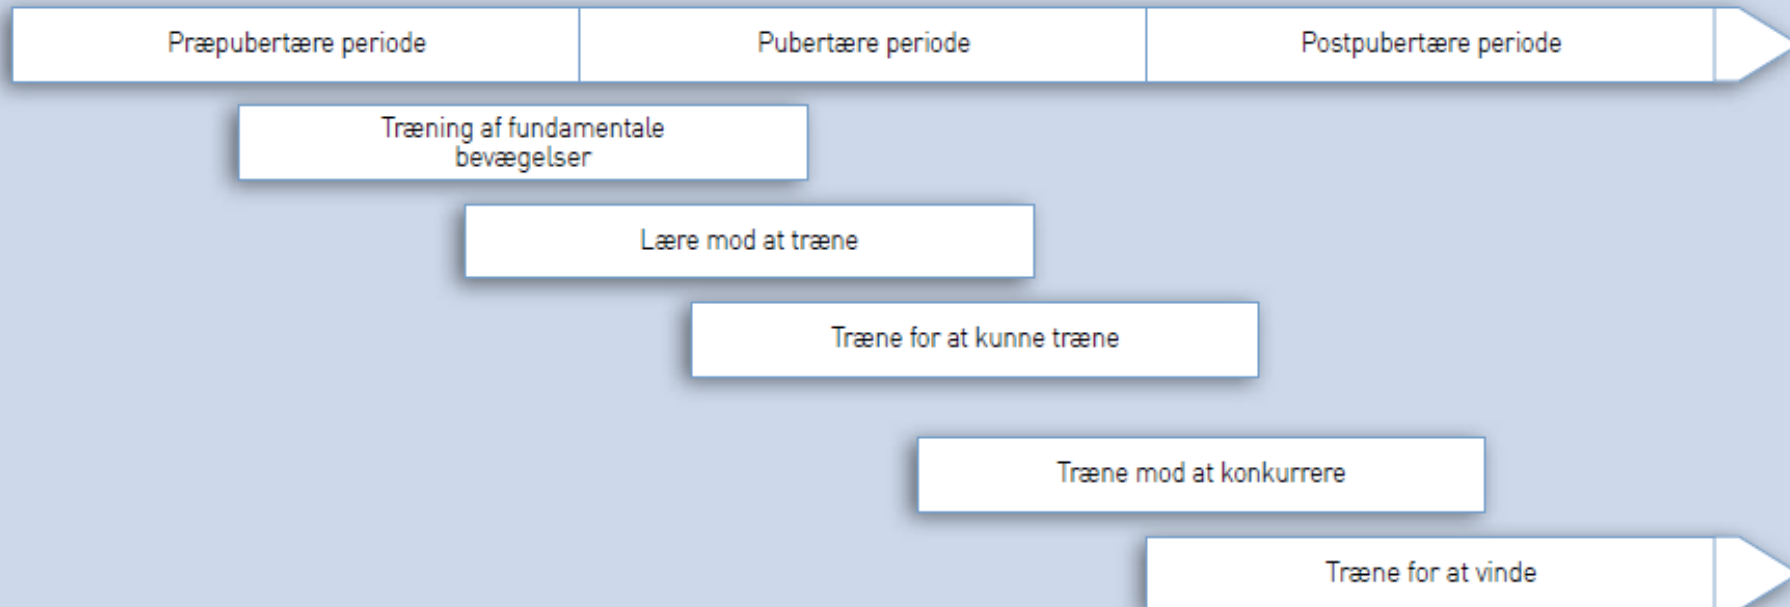 Præpubertære periode
Pubertære periode
Postpubertære periode
Træning af fundamentale
bevægelser
Lære mod at træne
Træne for at kunne træne
Træne mod at konkurrere
Træne for at vinde